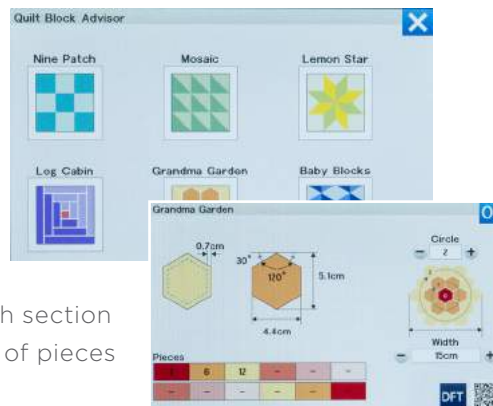 Quilt Block Advisor
Nine Patch
Mosaic
Lemon Star
Log Cabin
Grandma Garden
Baby Blocks
Grandma Garden
0.7cm
30°
120°
5.1cm
4.4cm
Circle
− 2 +
Width
− 15cm +
Pieces
6 12 - - -
- - - - - -
DFT
h section
of pieces